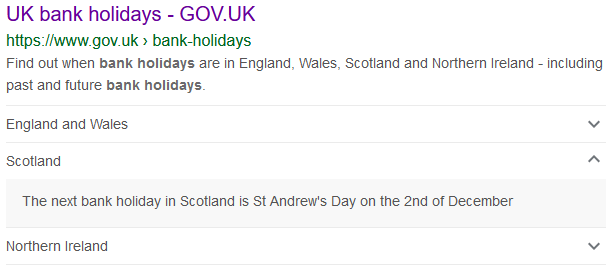 UK bank holidays - GOV.UK
https://www.gov.uk › bank-holidays
Find out when bank holidays are in England, Wales, Scotland and Northern Ireland - including
past and future bank holidays.
England and Wales
Scotland
The next bank holiday in Scotland is St Andrew's Day on the 2nd of December
Northern Ireland